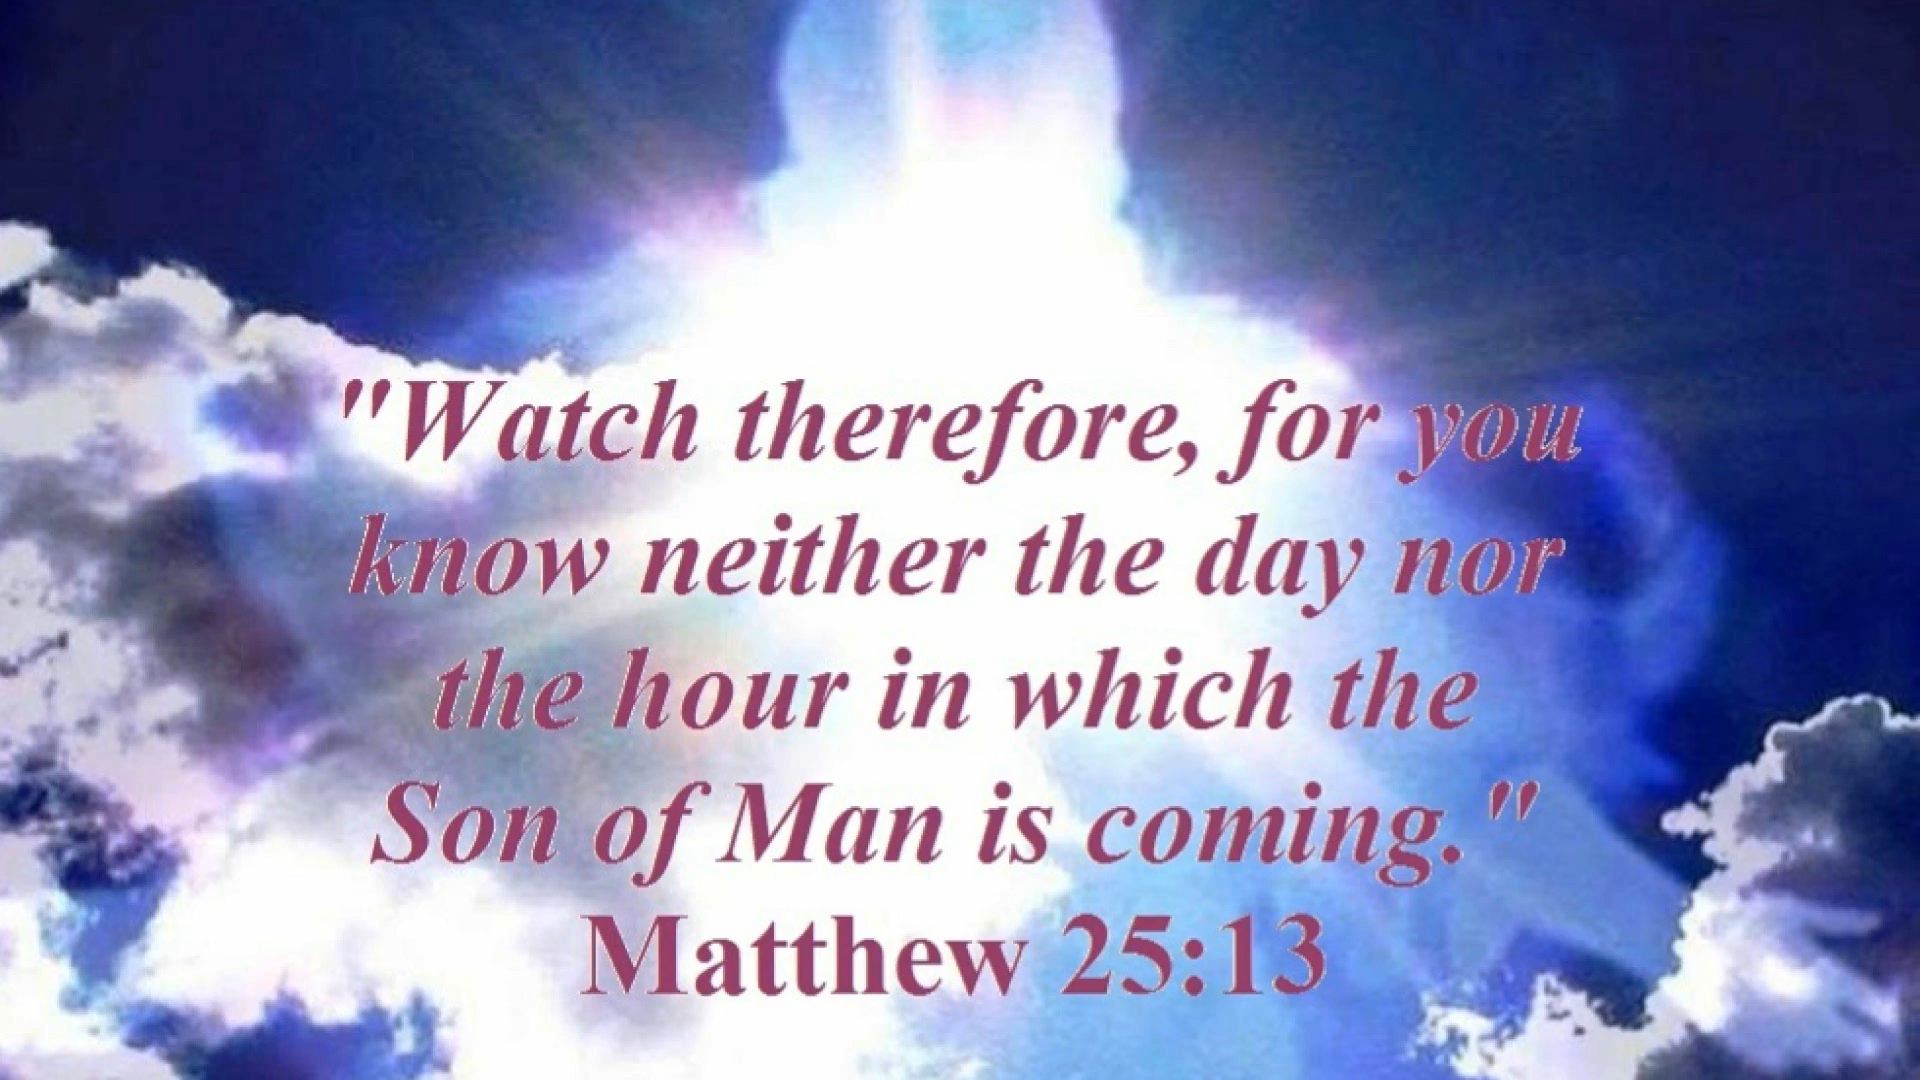 "Watch therefore, for you
know neither the day nor
the hour in which the
Son of Man is coming."
Matthew 25:13